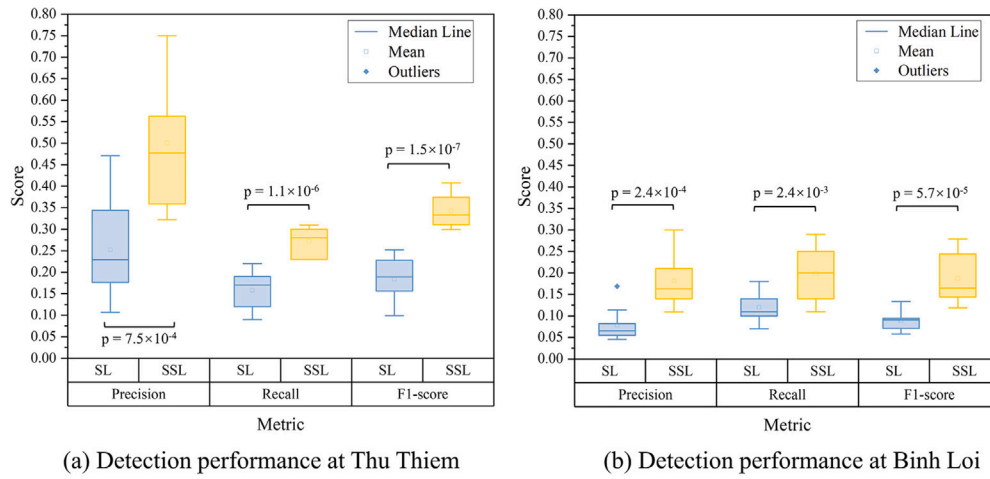 0.80
0.75
0.70
0.65
0.60
0.55
0.50
0.45
0.40
0.35
0.30
0.25
0.20
0.15
0.10
0.05
0.00
Score
Median Line
Mean
Outliers
p = 7.5×10⁻⁴
p = 1.1×10⁻⁶
p = 1.5×10⁻⁷
SL SSL SL SSL SL SSL
Precision Recall F1-score
Metric
(a) Detection performance at Thu Thiem
0.80
0.75
0.70
0.65
0.60
0.55
0.50
0.45
0.40
0.35
0.30
0.25
0.20
0.15
0.10
0.05
0.00
Score
Median Line
Mean
Outliers
p = 2.4×10⁻⁴
p = 2.4×10⁻³
p = 5.7×10⁻⁵
SL SSL SL SSL SL SSL
Precision Recall F1-score
Metric
(b) Detection performance at Binh Loi